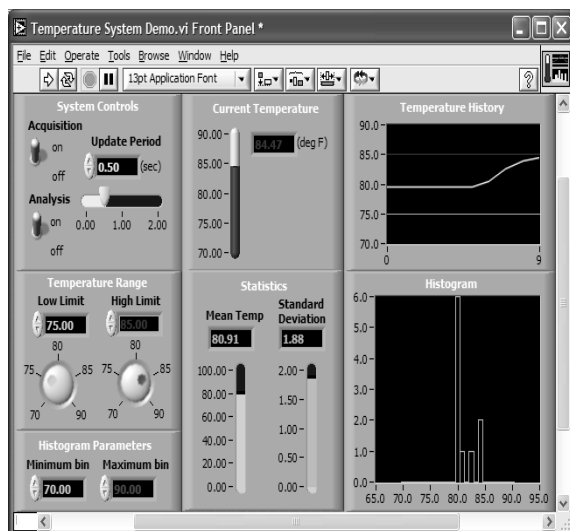 Temperature System Demo.vi Front Panel *
File Edit Operate Tools Browse Window Help
13pt Application Font
System Controls
Acquisition
on
off
Update Period
0.50 (sec)
Analysis
on
off
0.00 1.00 2.00
Current Temperature
90.00
85.00
80.00
75.00
70.00
84.47 (deg F)
Temperature History
90.0
85.0
80.0
75.0
70.0
0 9
Temperature Range
Low Limit High Limit
75.00 85.00
80 80
75 85 75 85
70 90 70 90
Histogram Parameters
Minimum bin Maximum bin
70.00 90.00
Statistics
Mean Temp
Standard
Deviation
80.91 1.88
100.00 2.00
80.00 1.50
60.00 1.00
40.00 0.50
20.00 0.00
0.00
Histogram
6.0
5.0
4.0
3.0
2.0
1.0
0.0
65.0 70.0 75.0 80.0 85.0 90.0 95.0